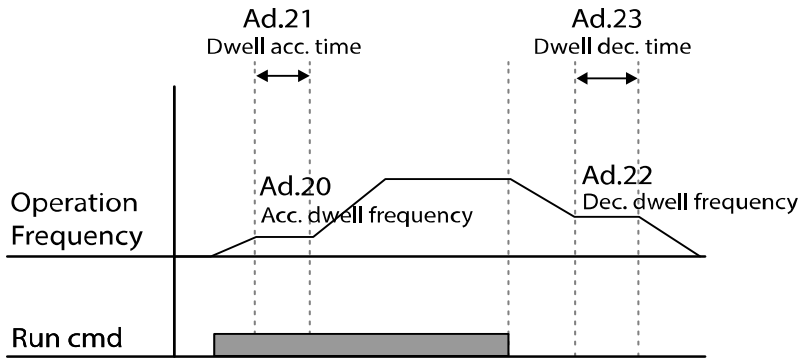 Ad.21
Dwell acc. time
Ad.23
Dwell dec. time
Operation
Frequency
Ad.20
Acc. dwell frequency
Ad.22
Dec. dwell frequency
Run cmd